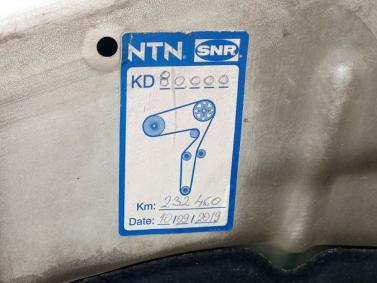 NTN. SNR
KD 80000
Km: 232 460
Date: 10/09/2019